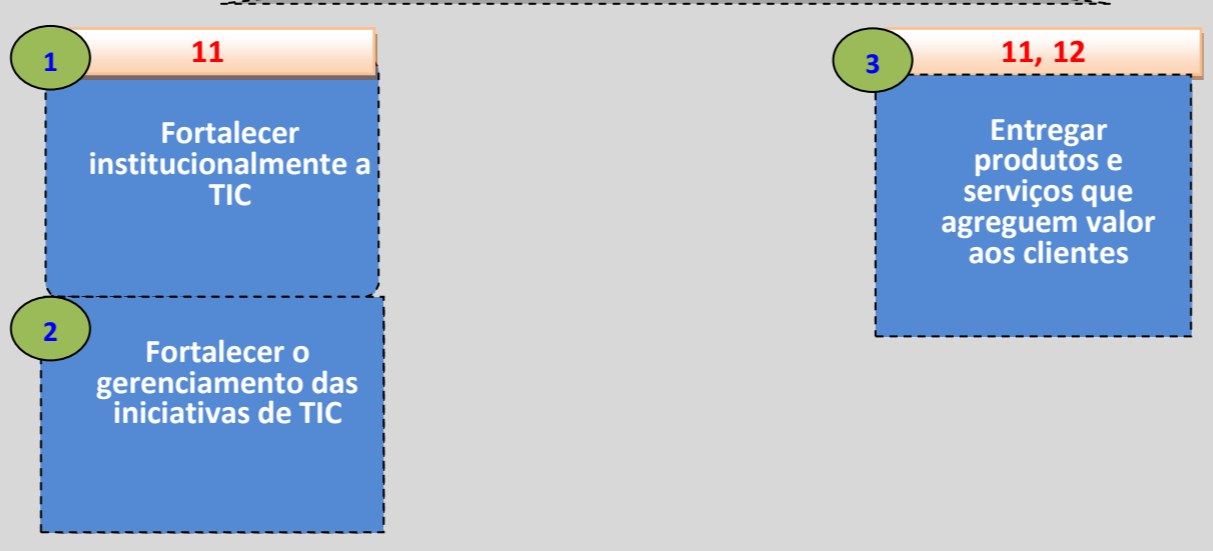 1
11
Fortalecer
institucionalmente a
TIC
2
Fortalecer o
gerenciamento das
iniciativas de TIC
3
11, 12
Entregar
produtos e
serviços que
agreguem valor
aos clientes